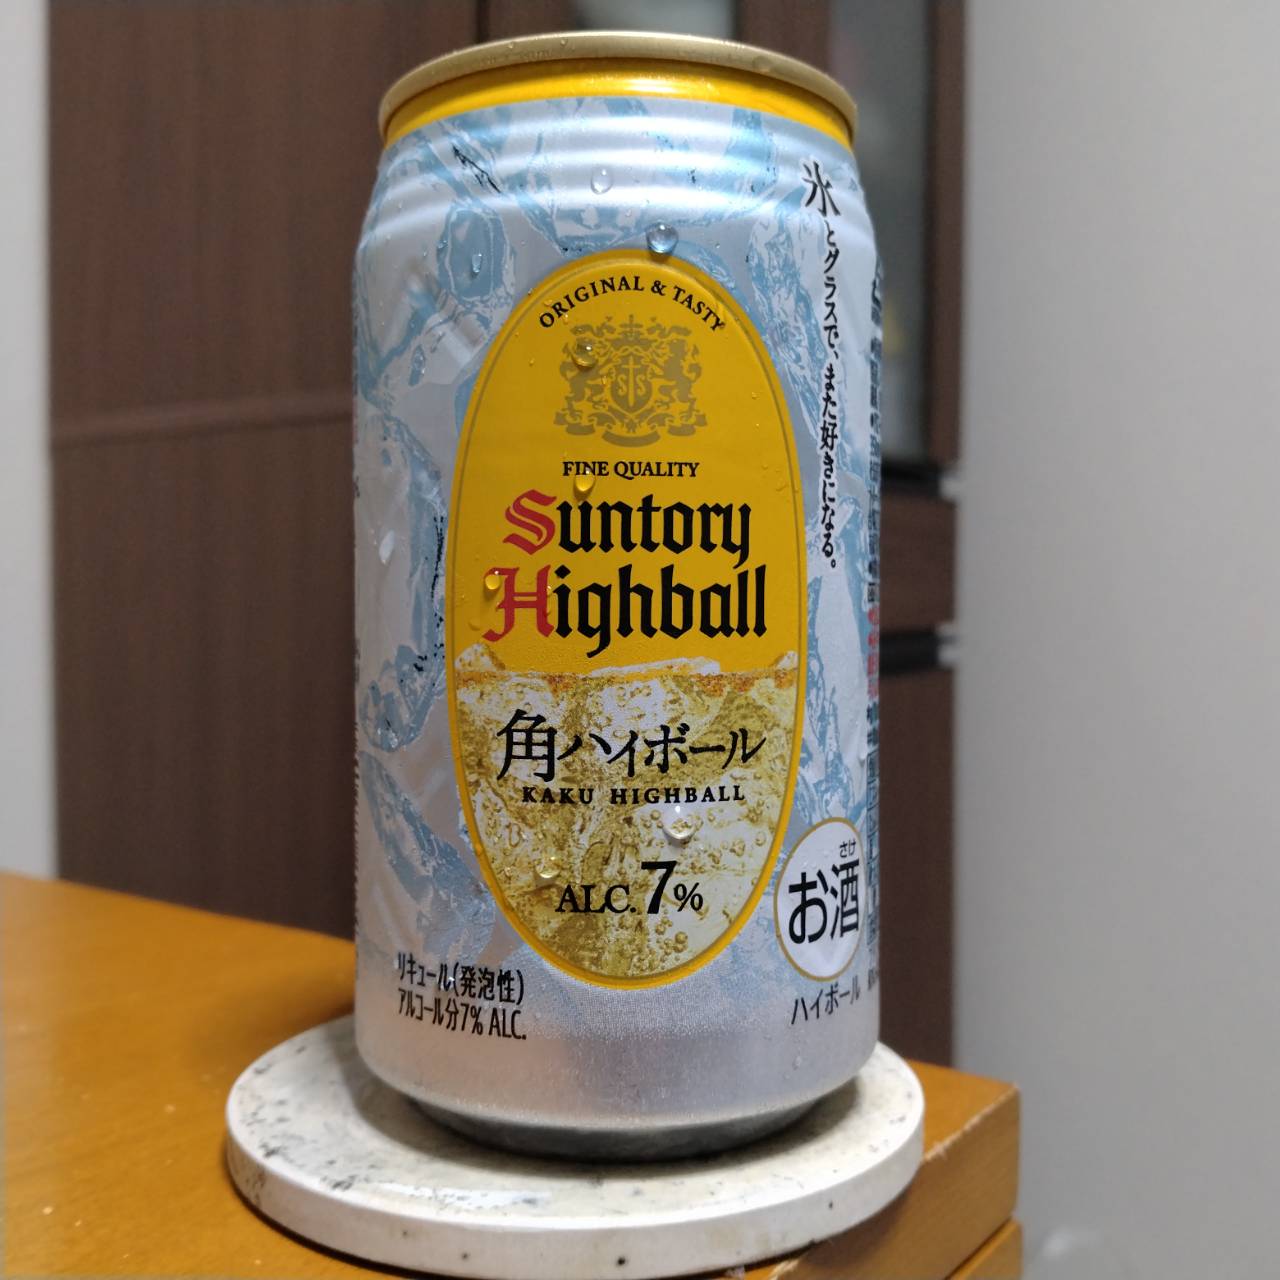 ORIGINAL & TASTY
FINE QUALITY
Suntory
Highball
角ハイボール
KAKU HIGHBALL
ALC. 7%
氷とグラスで、また好きになる。
さけ
お酒
ハイボール
リキュール(発泡性)
アルコール分7% ALC.